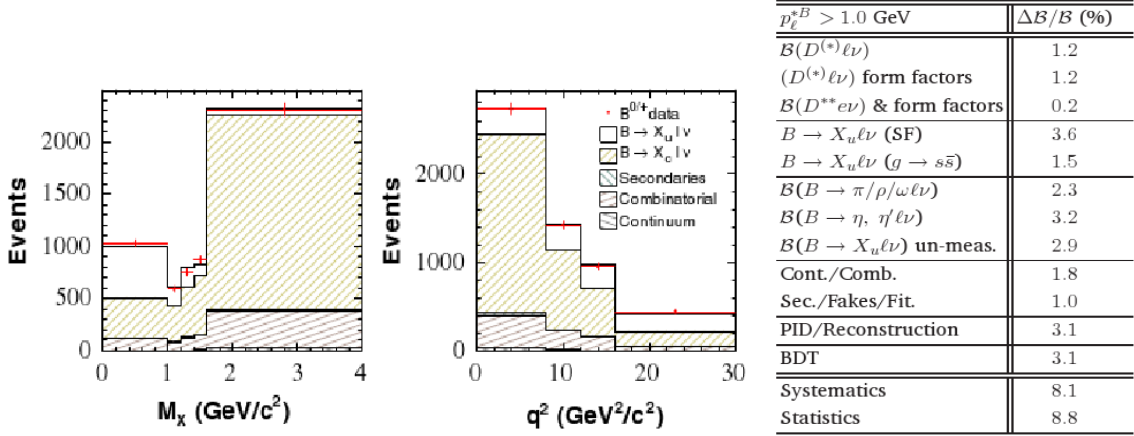 Events
2000
1500
1000
500
0
0 1 2 3 4
M_X (GeV/c²)
Events
2000
1000
0
0 10 20 30
q² (GeV²/c²)
B^{0/+} data
B → X_u l ν
B → X_c l ν
Secondaries
Combinatorial
Continuum
p_ℓ^{*B} > 1.0 GeV ΔB/B (%)
B(D^{(*)}ℓν) 1.2
(D^{(*)}ℓν) form factors 1.2
B(D^{**}eν) & form factors 0.2
B → X_uℓν (SF) 3.6
B → X_uℓν (g → ss̄) 1.5
B(B → π/ρ/ωℓν) 2.3
B(B → η, η′ℓν) 3.2
B(B → X_uℓν) un-meas. 2.9
Cont./Comb. 1.8
Sec./Fakes/Fit. 1.0
PID/Reconstruction 3.1
BDT 3.1
Systematics 8.1
Statistics 8.8